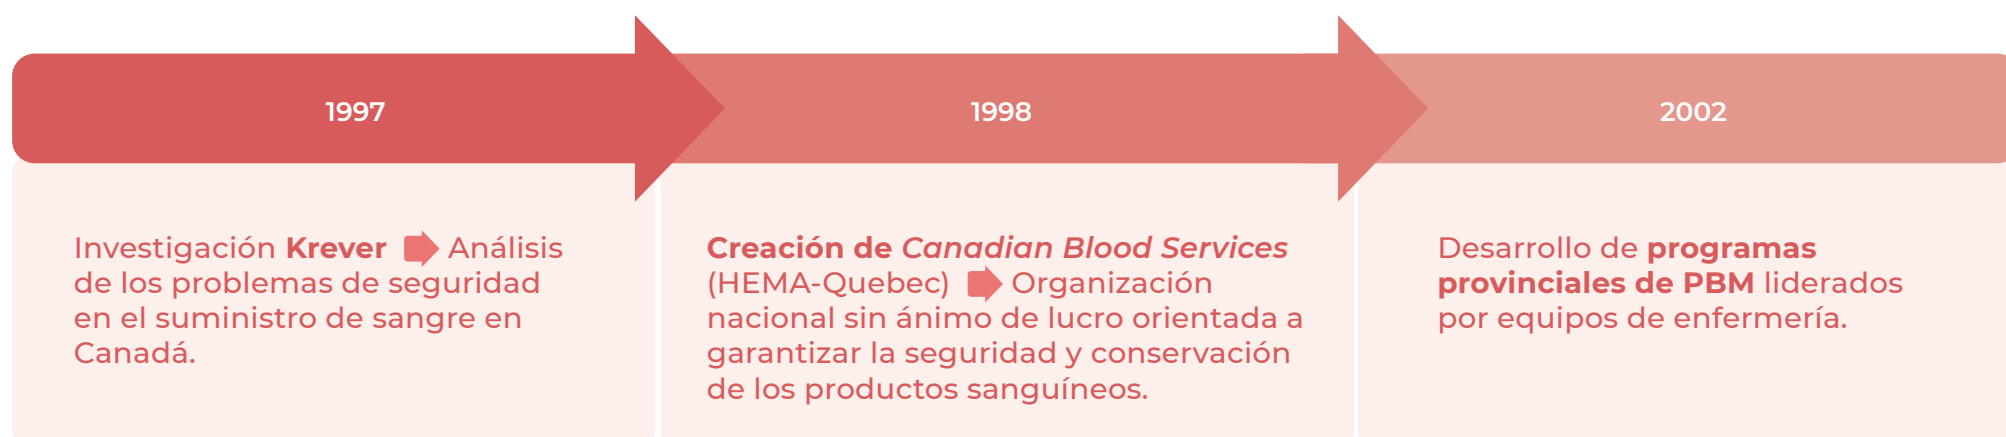 1997
1998
2002
Investigación Krever Análisis
de los problemas de seguridad
en el suministro de sangre en
Canadá.
Creación de Canadian Blood Services
(HEMA-Quebec) Organización
nacional sin ánimo de lucro orientada a
garantizar la seguridad y conservación
de los productos sanguíneos.
Desarrollo de programas
provinciales de PBM liderados
por equipos de enfermería.